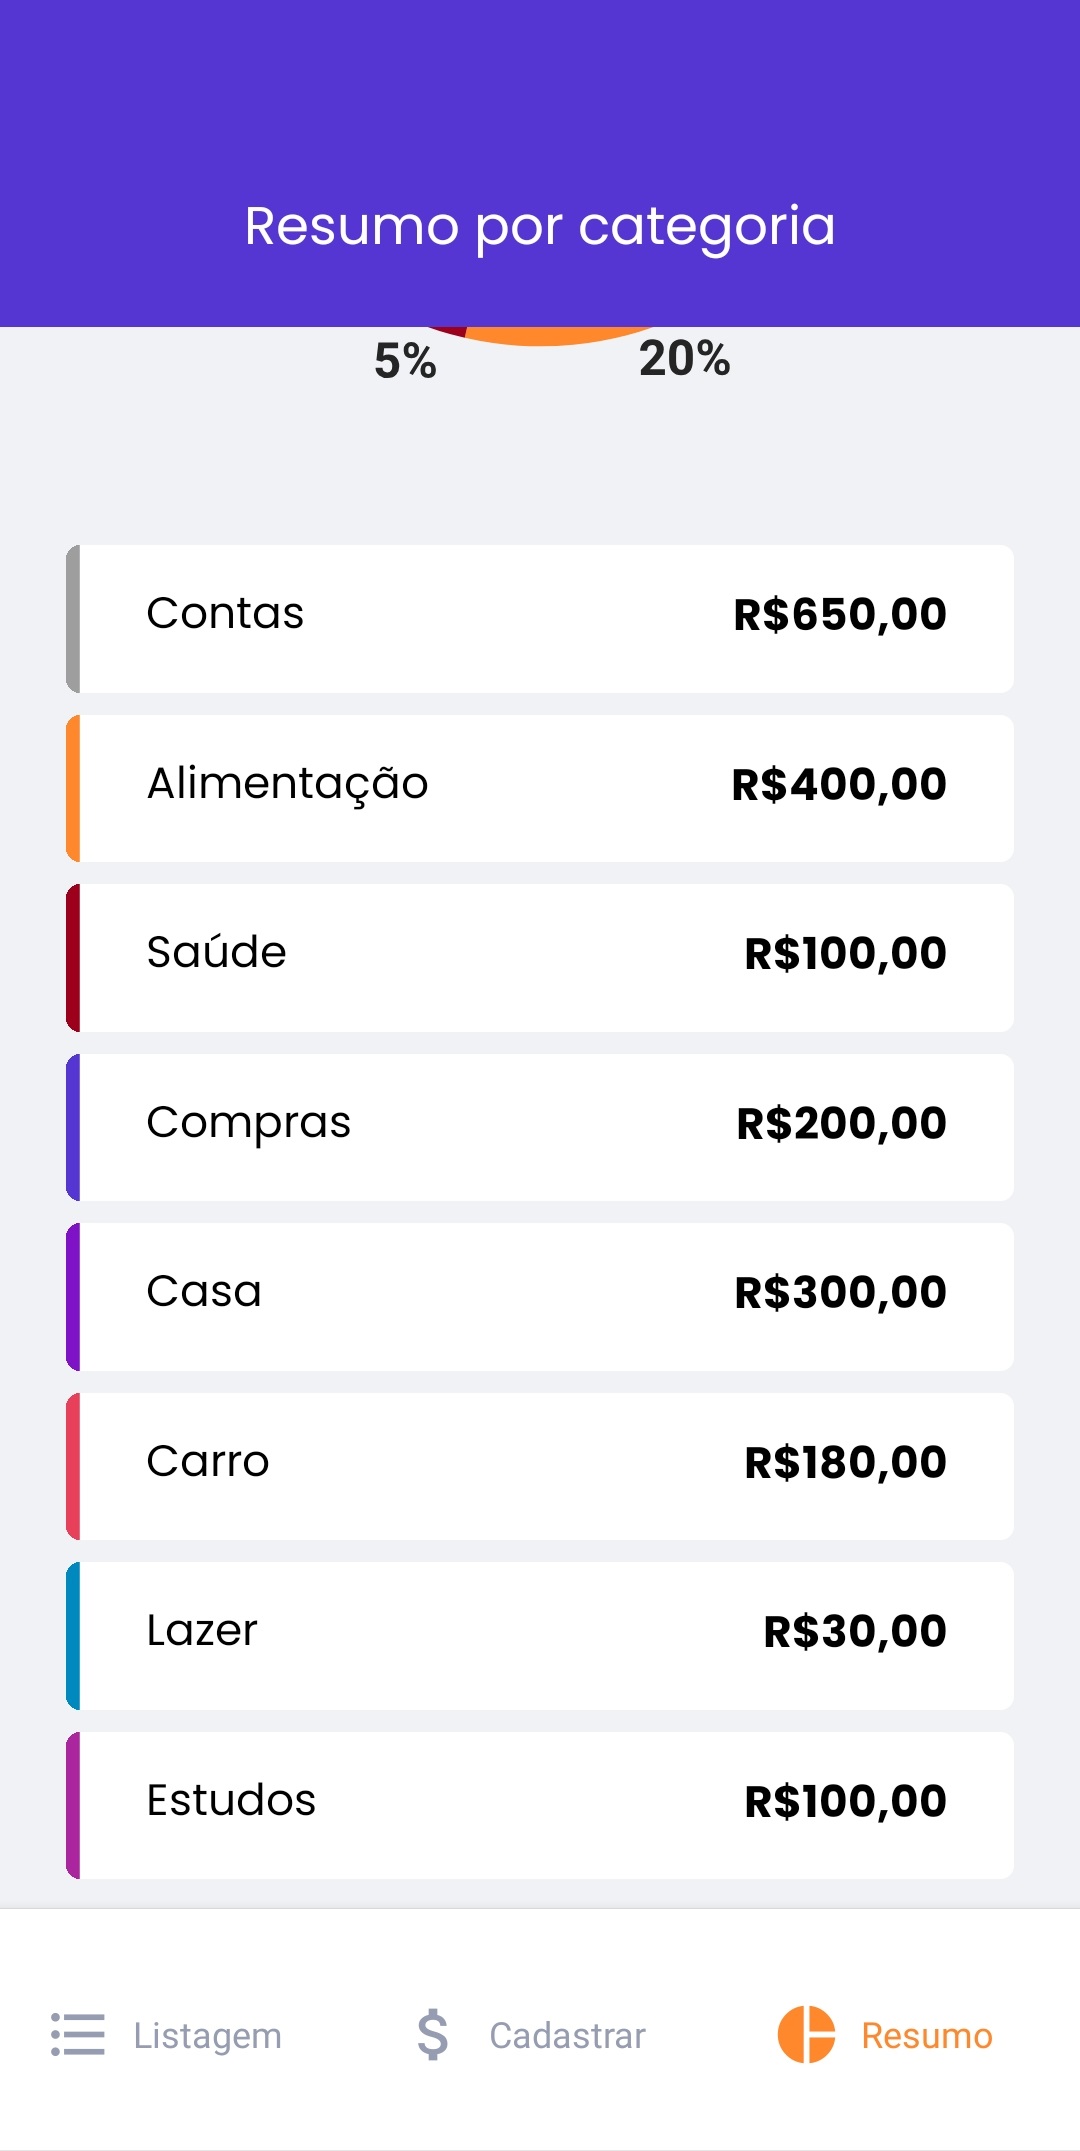 Resumo por categoria
5% 20%
Contas R$650,00
Alimentação R$400,00
Saúde R$100,00
Compras R$200,00
Casa R$300,00
Carro R$180,00
Lazer R$30,00
Estudos R$100,00
Listagem Cadastrar Resumo